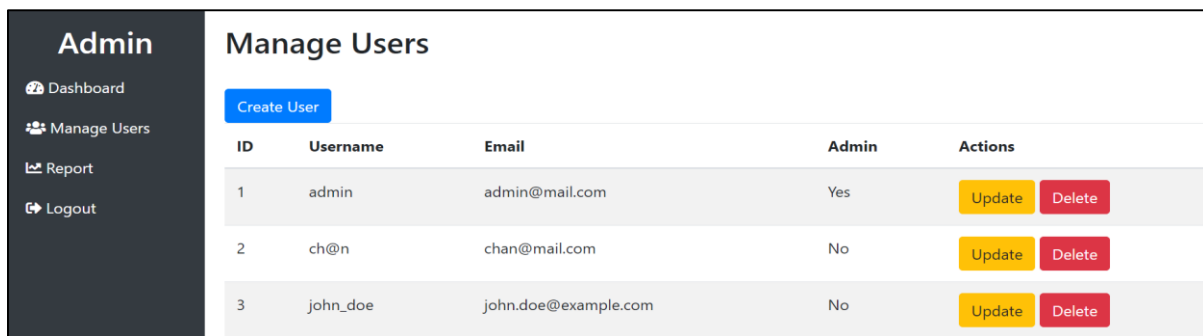 Admin
Dashboard
Manage Users
Report
Logout
Manage Users
Create User
ID Username Email Admin Actions
1 admin admin@mail.com Yes Update Delete
2 ch@n chan@mail.com No Update Delete
3 john_doe john.doe@example.com No Update Delete